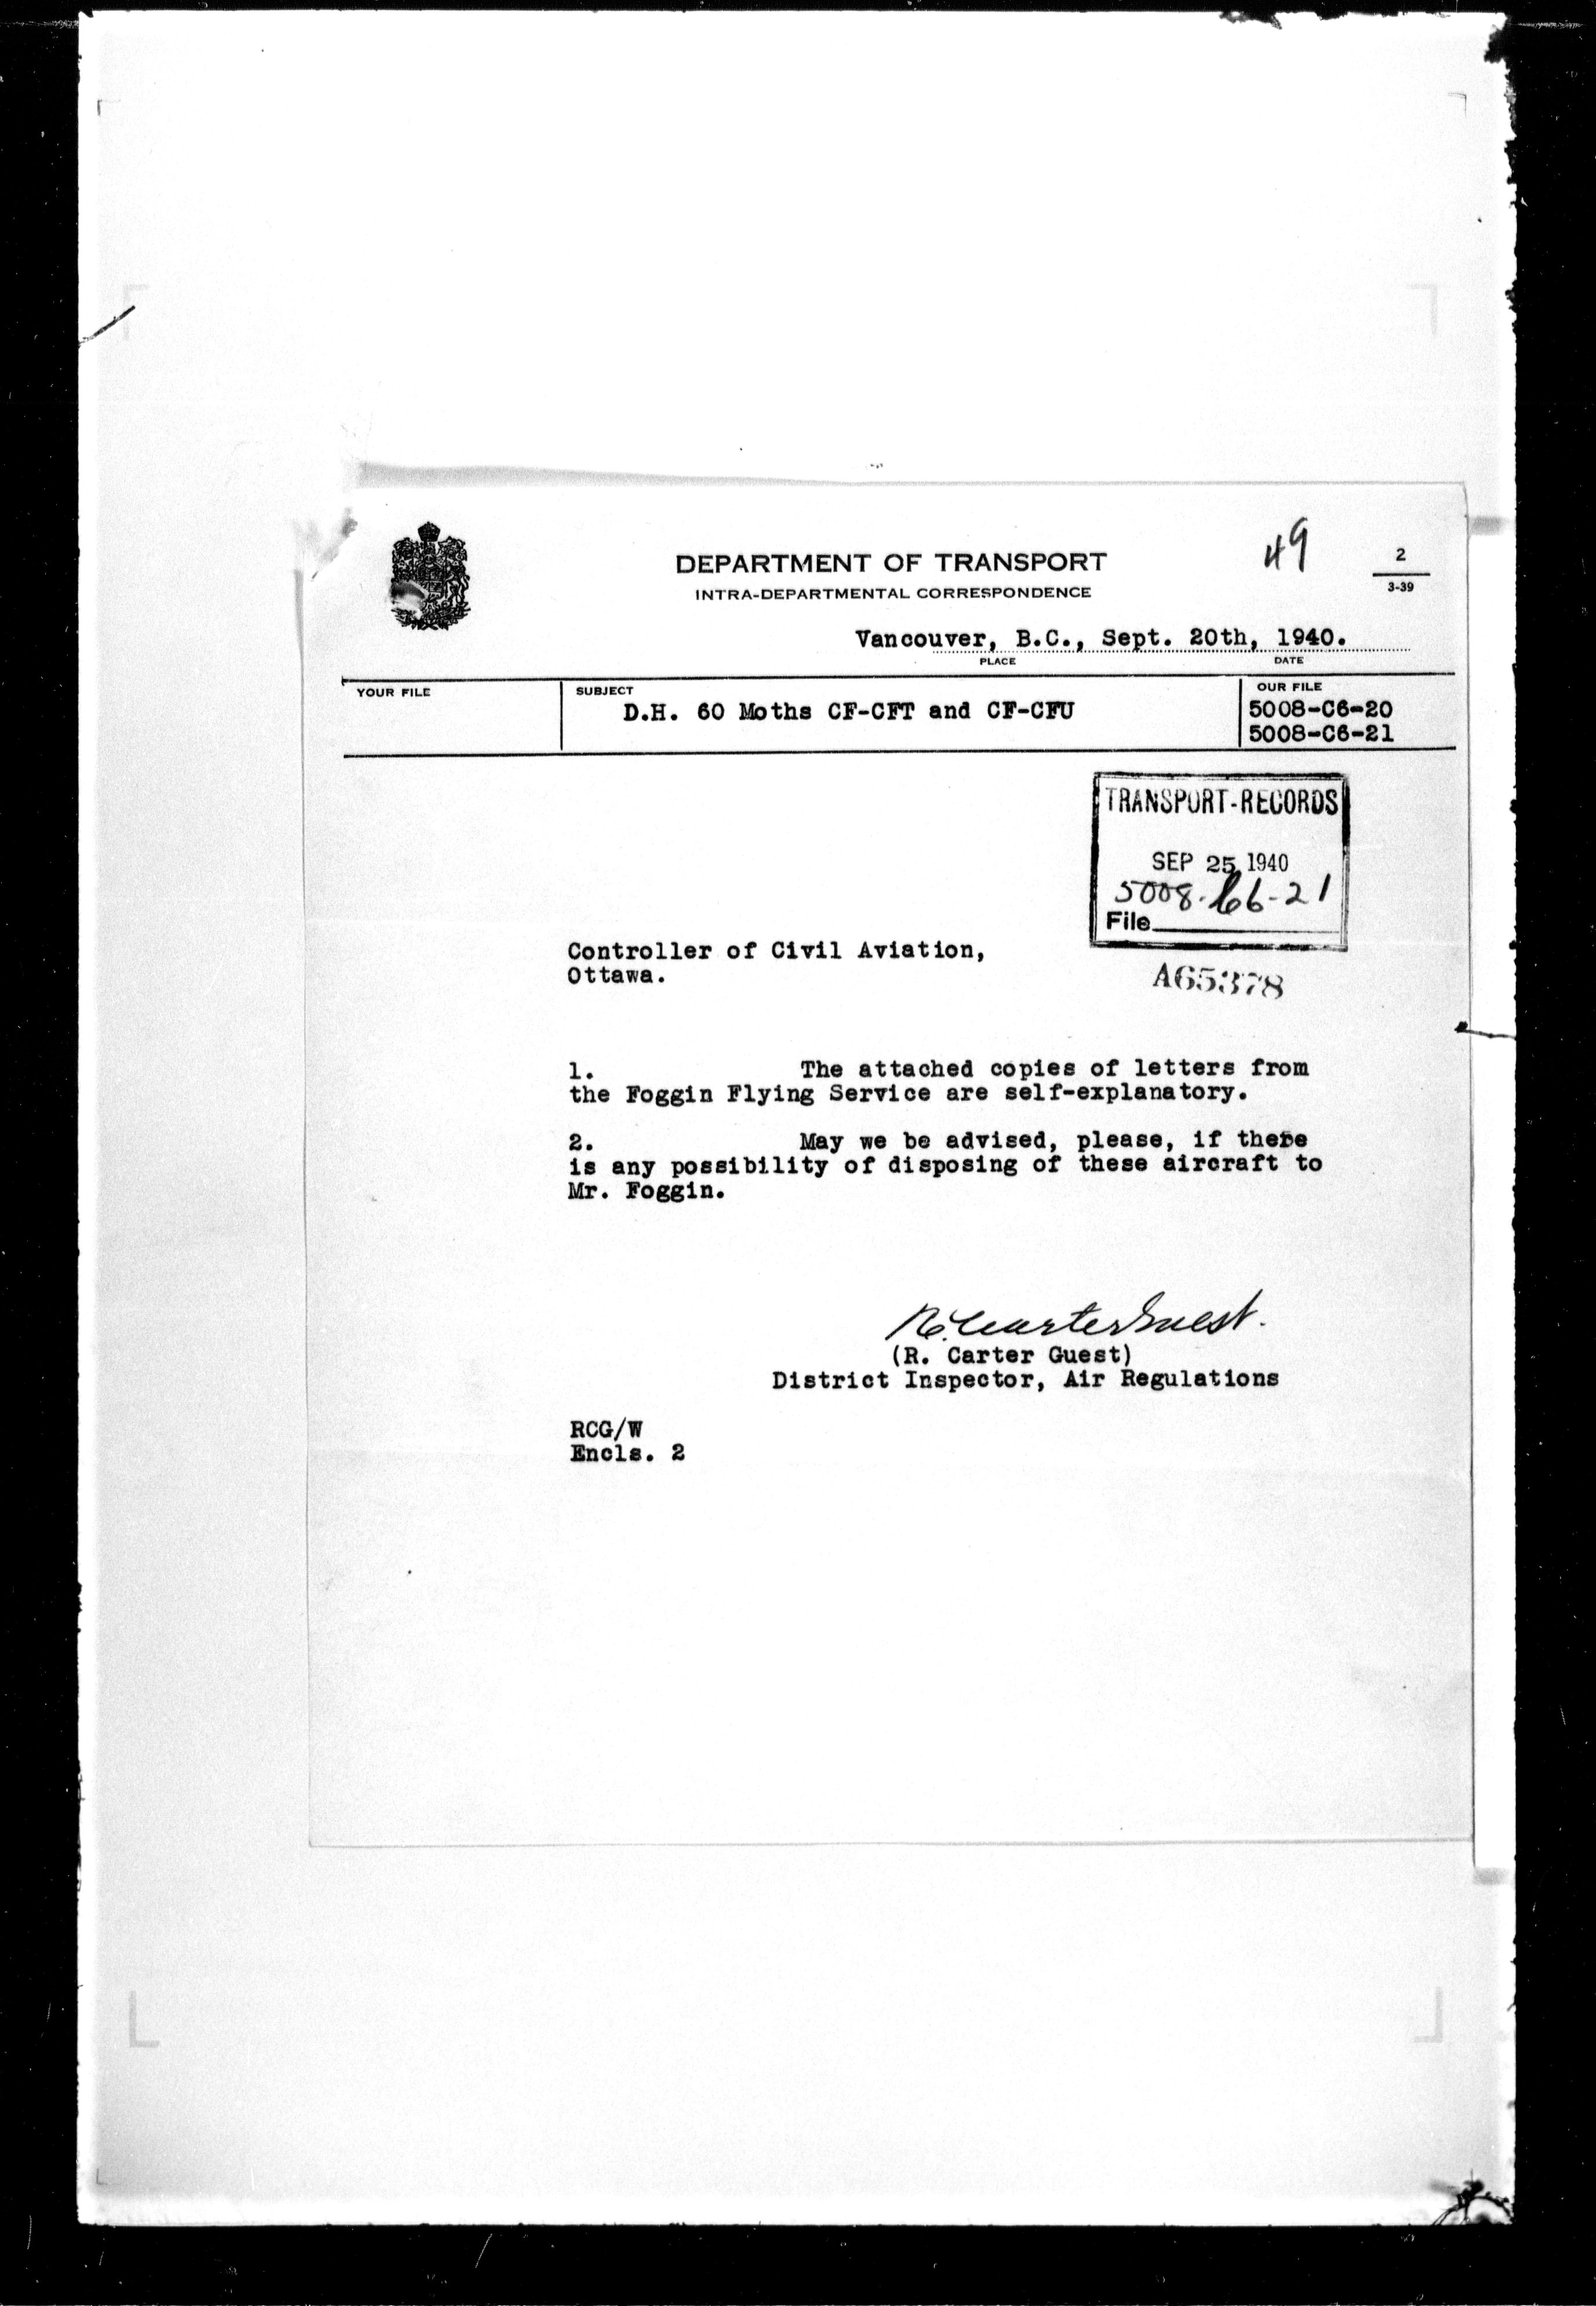 49
2
3-39
DEPARTMENT OF TRANSPORT
INTRA-DEPARTMENTAL CORRESPONDENCE
Vancouver, B.C., Sept. 20th, 1940.
PLACE DATE
YOUR FILE
SUBJECT
D.H. 60 Moths CF-CFT and CF-CFU
OUR FILE
5008-C6-20
5008-C6-21
TRANSPORT-RECORDS
SEP 25 1940
5008-C6-21
File
A65378
Controller of Civil Aviation,
Ottawa.
1. The attached copies of letters from
the Foggin Flying Service are self-explanatory.
2. May we be advised, please, if there
is any possibility of disposing of these aircraft to
Mr. Foggin.
R. Carter Guest.
(R. Carter Guest)
District Inspector, Air Regulations
RCG/W
Encls. 2